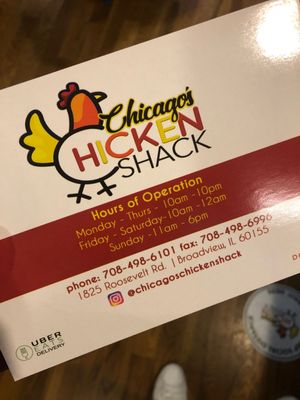 Chicago's
CHICKEN
SHACK
Hours of Operation
Monday - Thurs - 10am -10pm
Friday - Saturday-10am - 12am
Sunday -11am - 6pm
phone: 708-498-6101 fax: 708-498-6996
1825 Roosevelt Rd. | Broadview, IL 60155
@chicagoschickenshack
UBER
EATS
DELIVERY